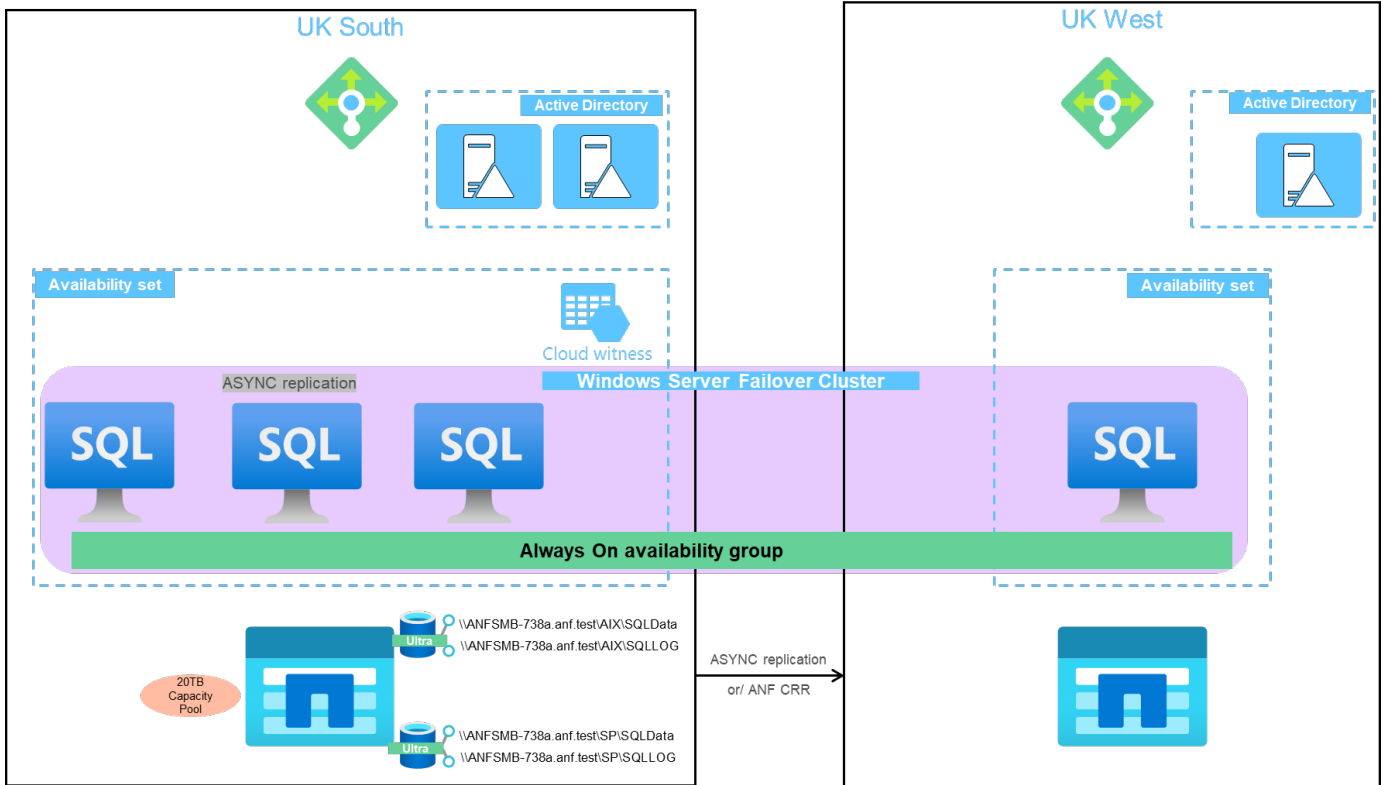 UK South
UK West
Active Directory
Active Directory
Availability set
Availability set
Cloud witness
ASYNC replication
Windows Server Failover Cluster
SQL
SQL
SQL
SQL
Always On availability group
Ultra
\\ANFSMB-738a.anf.test\AIX\SQLData
\\ANFSMB-738a.anf.test\AIX\SQLLOG
20TB
Capacity
Pool
ASYNC replication
or/ ANF CRR
Ultra
\\ANFSMB-738a.anf.test\SP\SQLData
\\ANFSMB-738a.anf.test\SP\SQLLOG